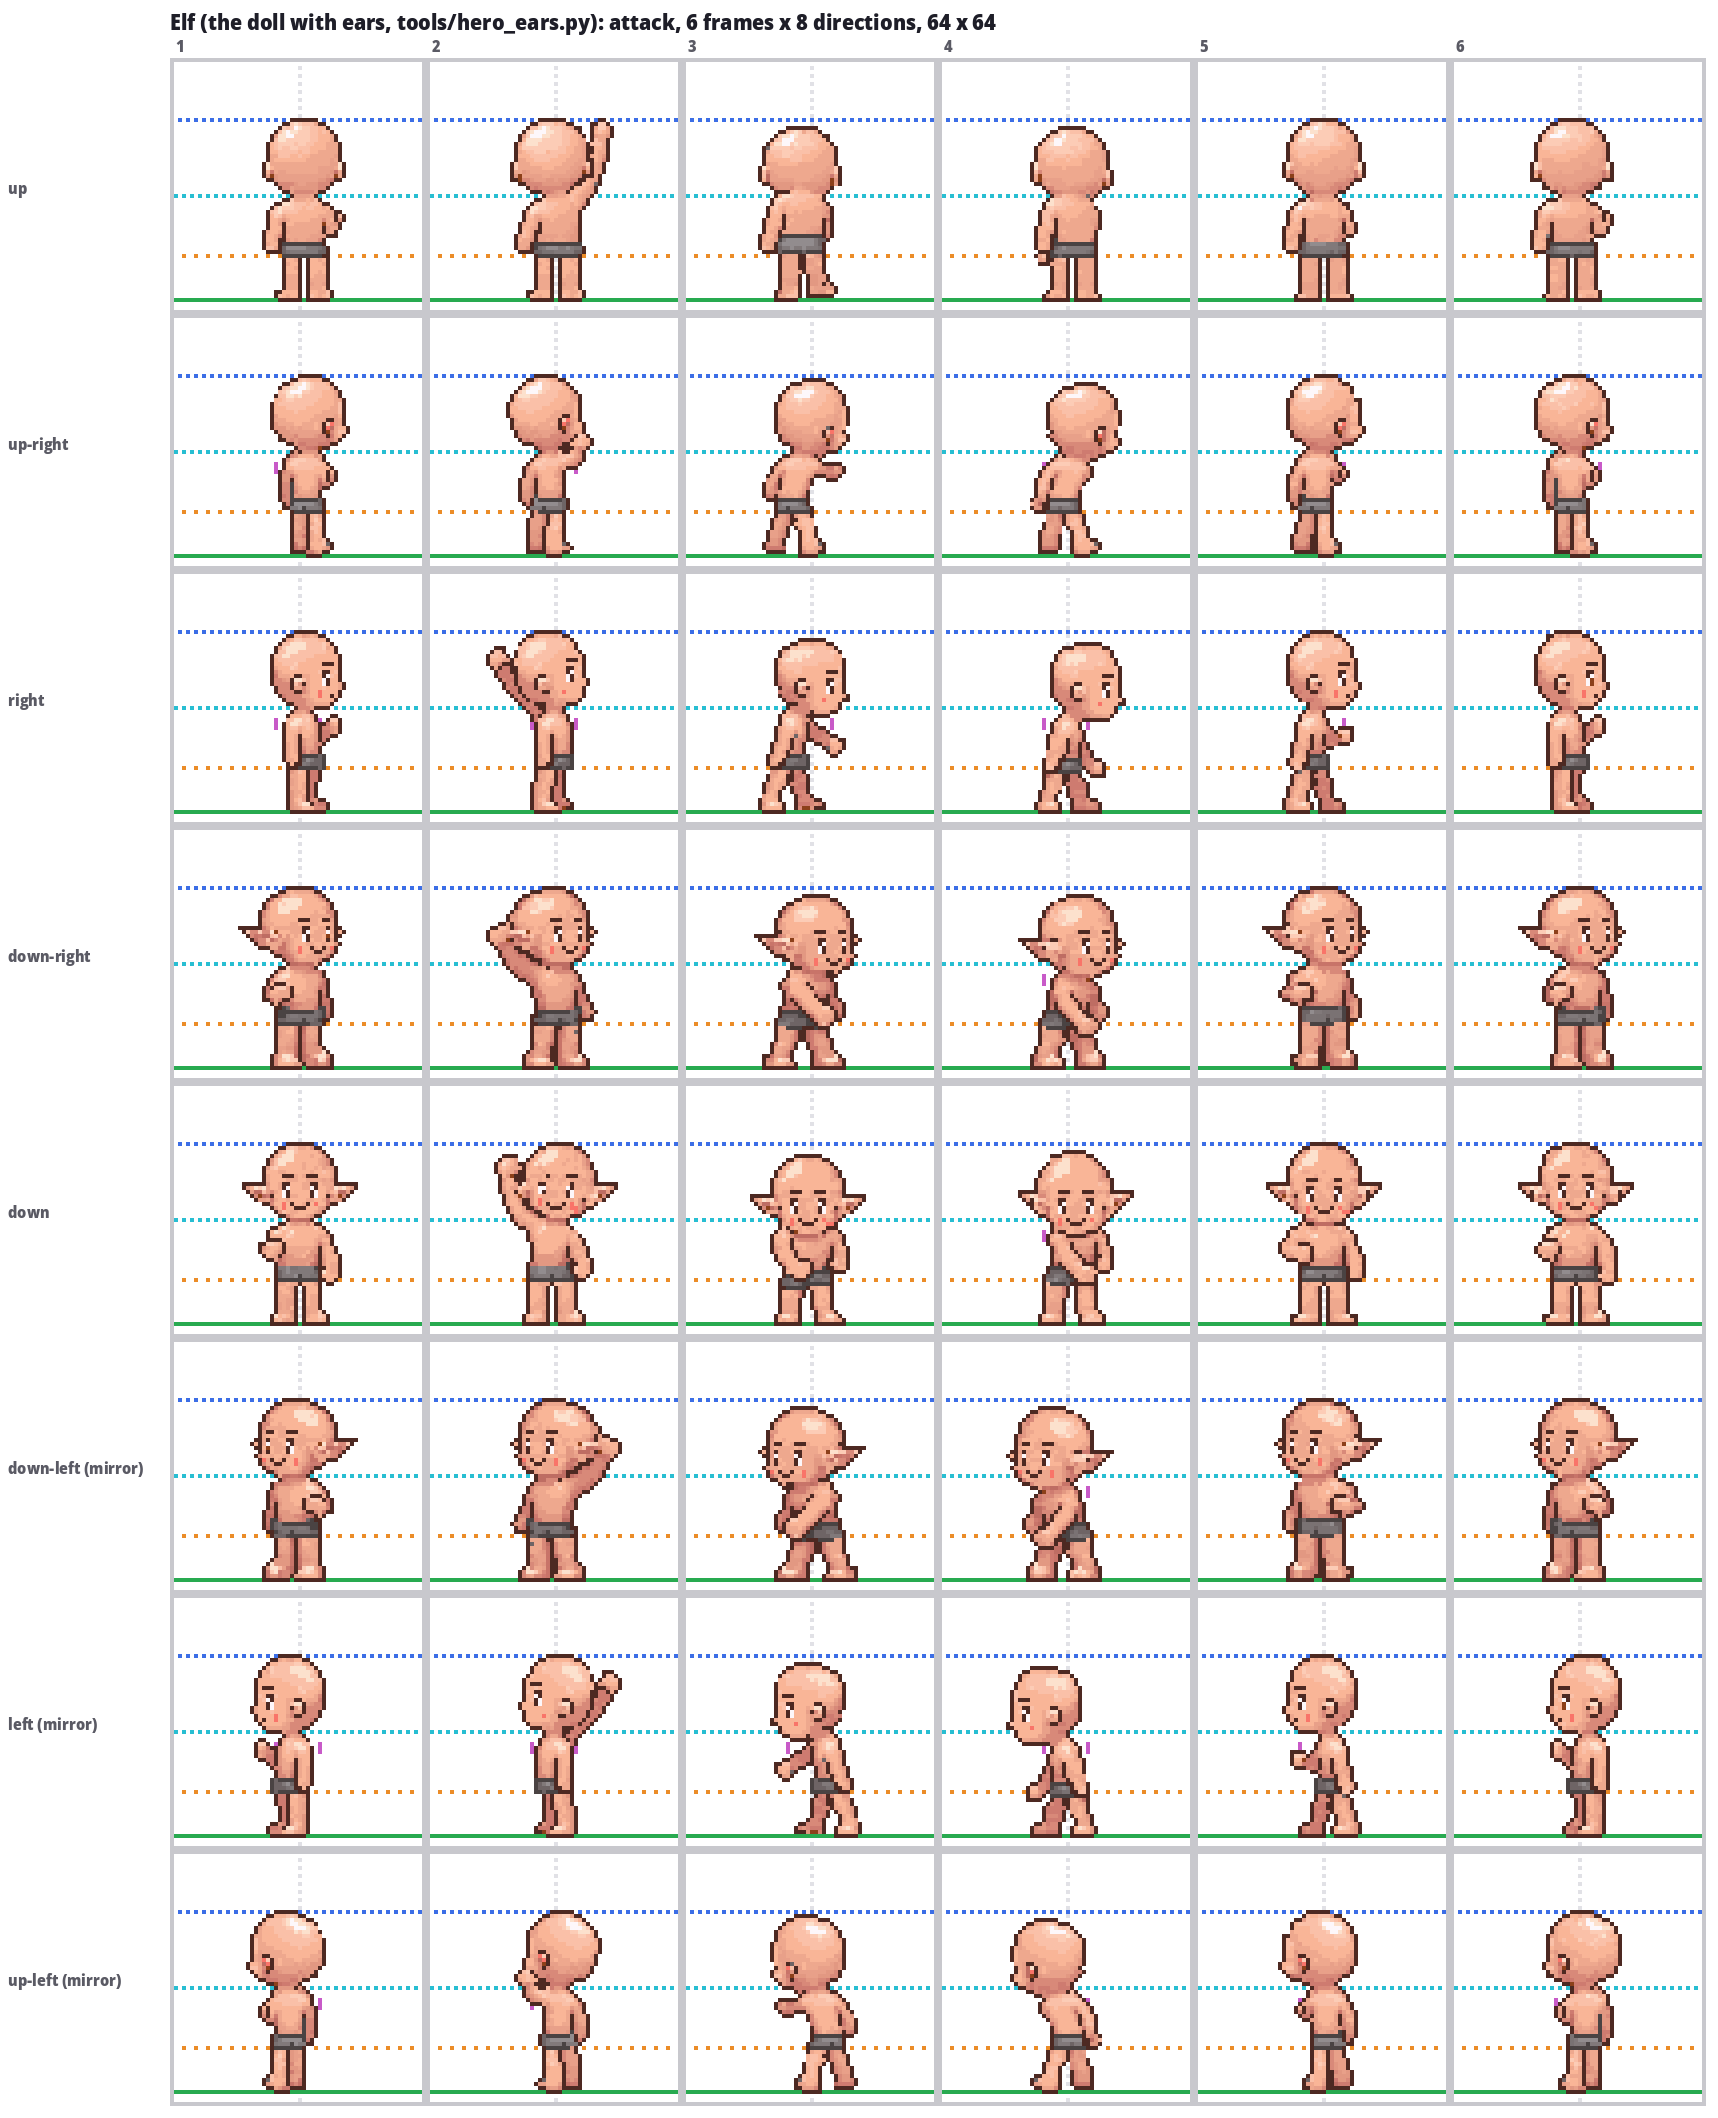 Elf (the doll with ears, tools/hero_ears.py): attack, 6 frames x 8 directions, 64 x 64
1 2 3 4 5 6
up
up-right
right
down-right
down
down-left (mirror)
left (mirror)
up-left (mirror)